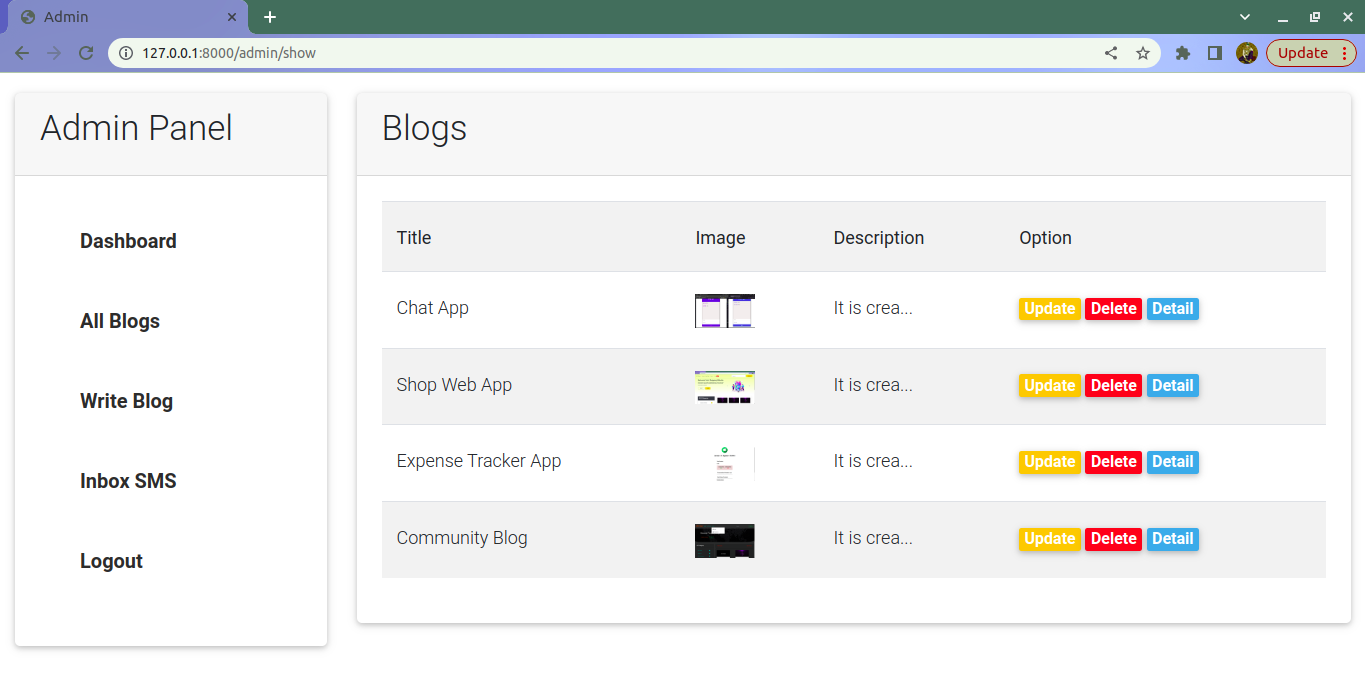 Admin
127.0.0.1:8000/admin/show
Update
Admin Panel
Dashboard
All Blogs
Write Blog
Inbox SMS
Logout
Blogs
Title Image Description Option
Chat App It is crea... Update Delete Detail
Shop Web App It is crea... Update Delete Detail
Expense Tracker App It is crea... Update Delete Detail
Community Blog It is crea... Update Delete Detail